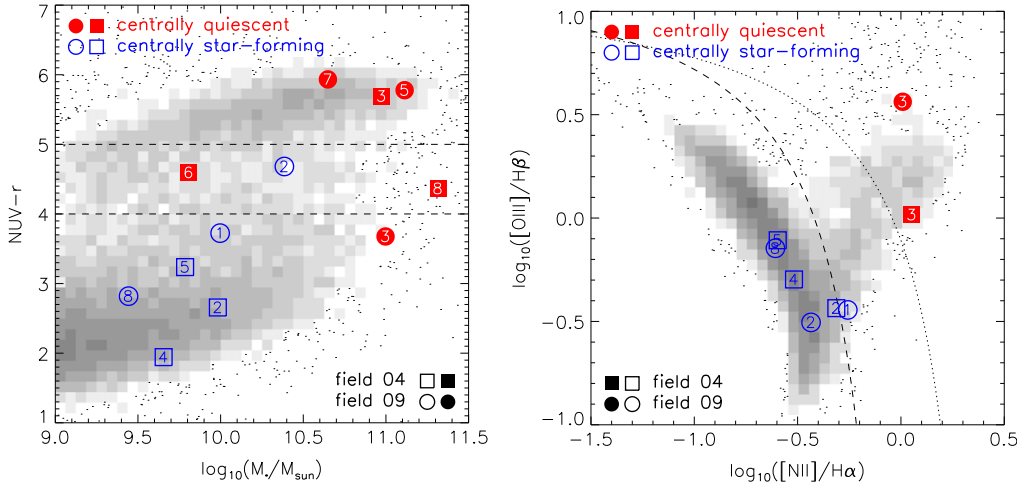 centrally quiescent
centrally star-forming
7
6
5
4
3
2
1
NUV-r
7
5
3
2
6
8
1
3
5
8
2
4
field 04
field 09
9.0 9.5 10.0 10.5 11.0 11.5
log₁₀(M*/Mₛᵤₙ)
centrally quiescent
centrally star-forming
1.0
0.5
0.0
-0.5
-1.0
log₁₀([OIII]/Hβ)
3
3
5
8
4
2
1
2
field 04
field 09
-1.5 -1.0 -0.5 0.0 0.5
log₁₀([NII]/Hα)